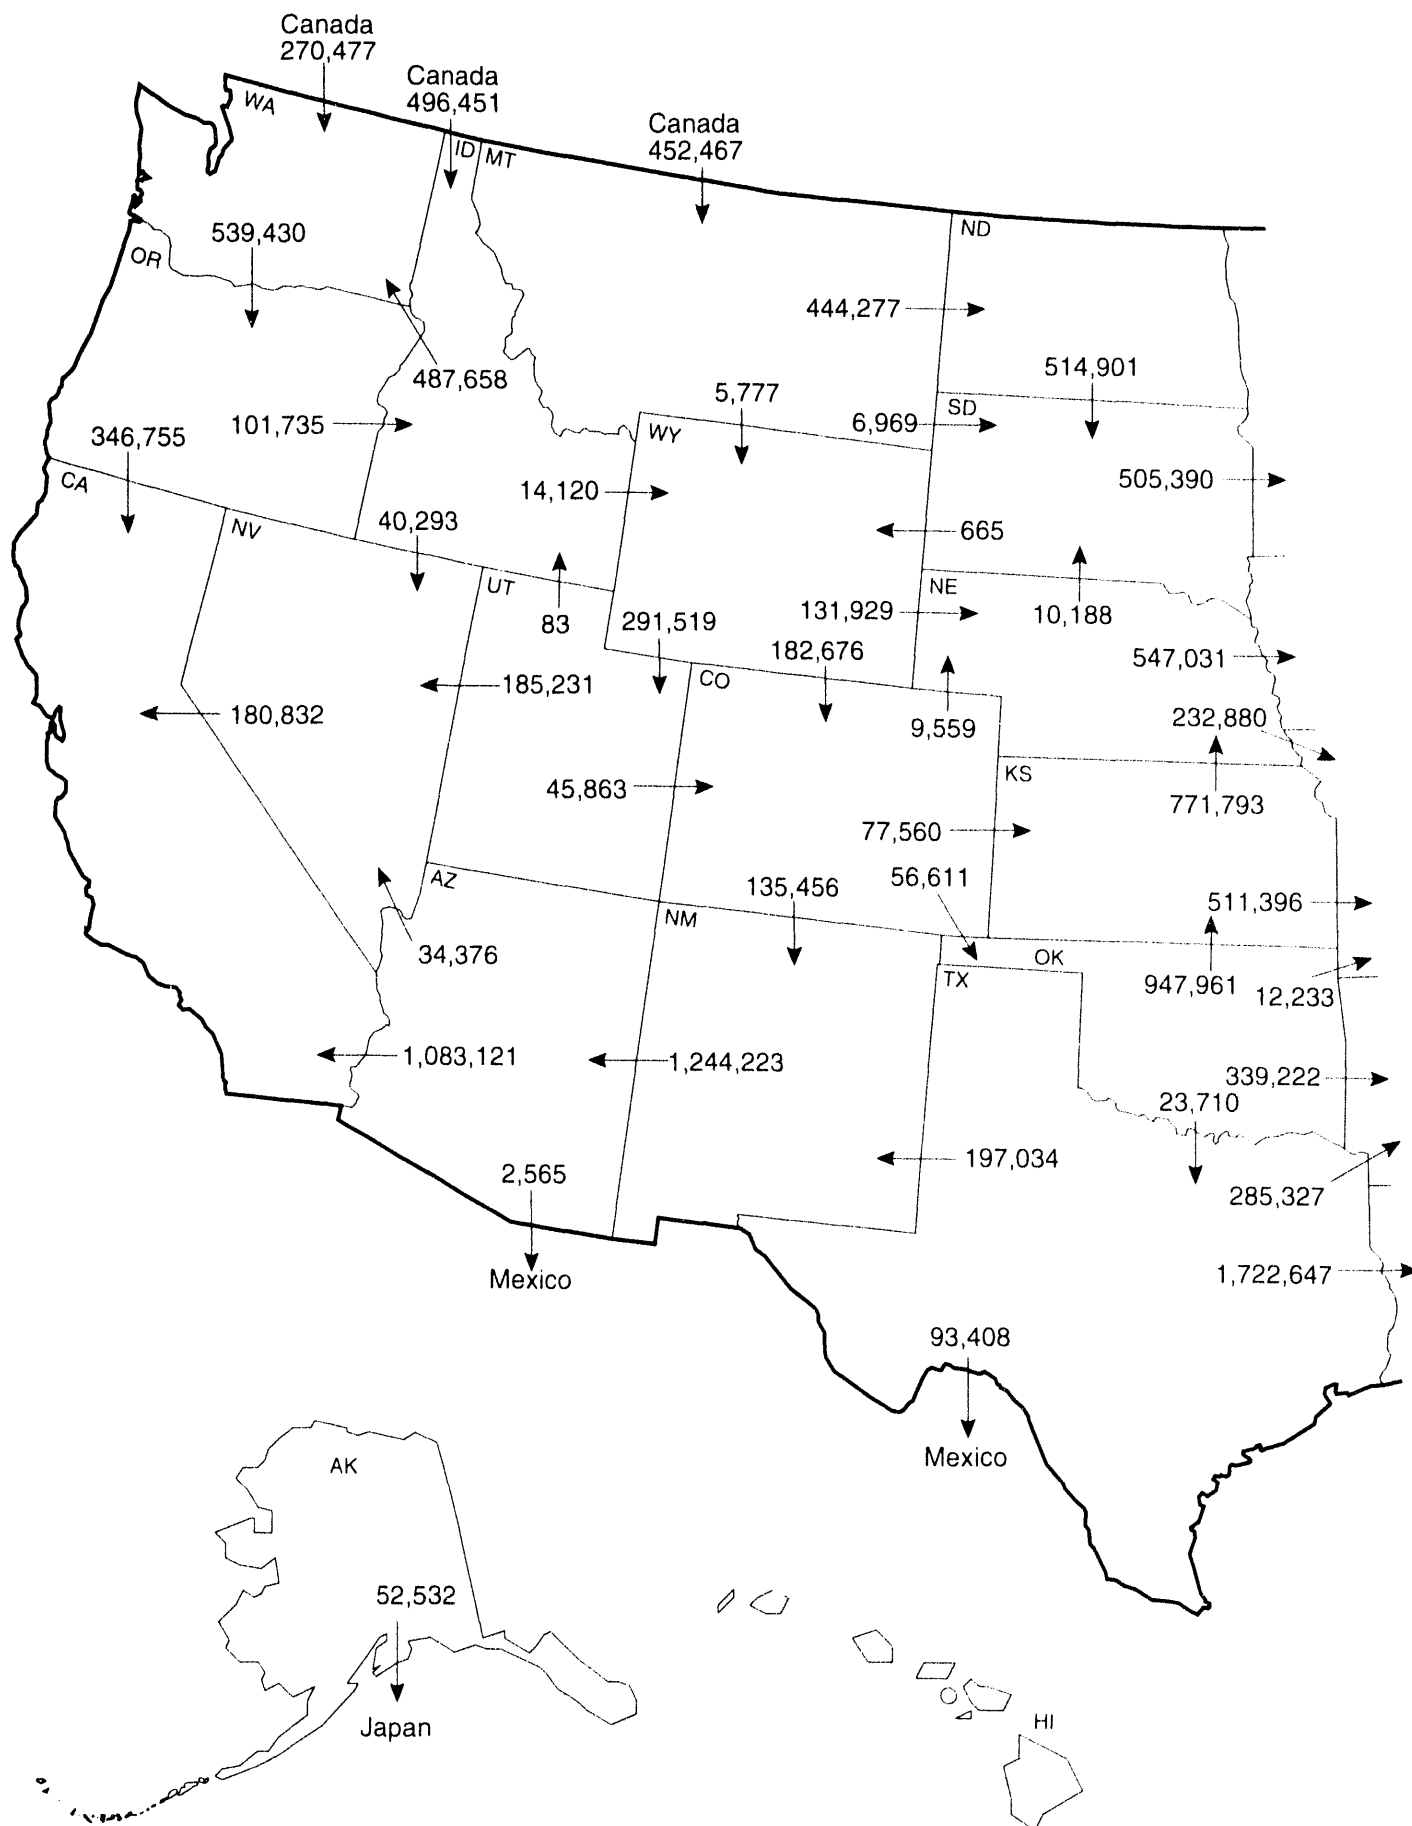 Canada
270,477
Canada
496,451
Canada
452,467
WA
ID
MT
ND
539,430
OR
444,277
487,658
514,901
5,777
SD
6,969
346,755
101,735
WY
CA
505,390
14,120
40,293
NV
665
UT
NE
83
291,519
131,929
10,188
182,676
547,031
CO
185,231
180,832
9,559
232,880
KS
45,863
771,793
77,560
AZ
135,456
56,611
511,396
NM
34,376
OK
TX
947,961
12,233
1,083,121
1,244,223
339,222
23,710
197,034
2,565
285,327
Mexico
1,722,647
93,408
Mexico
AK
52,532
Japan
HI